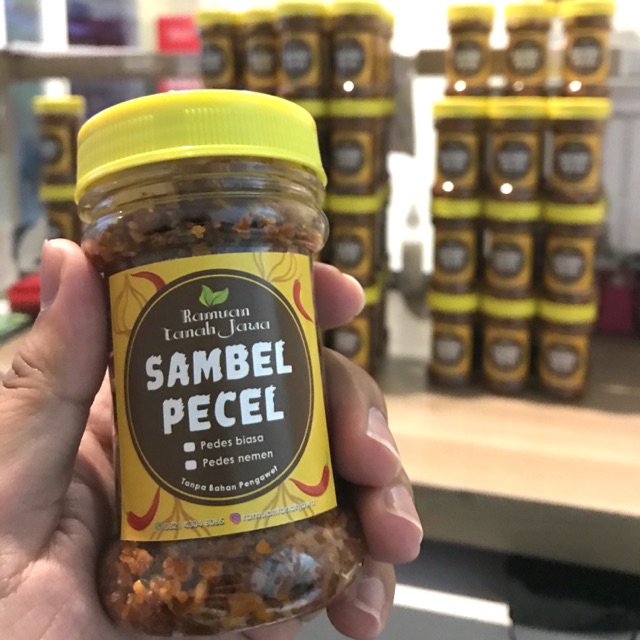 Ramuan
Tanah Jawa
SAMBEL
PECEL
Pedes biasa
Pedes nemen
Tanpa Bahan Pengawet